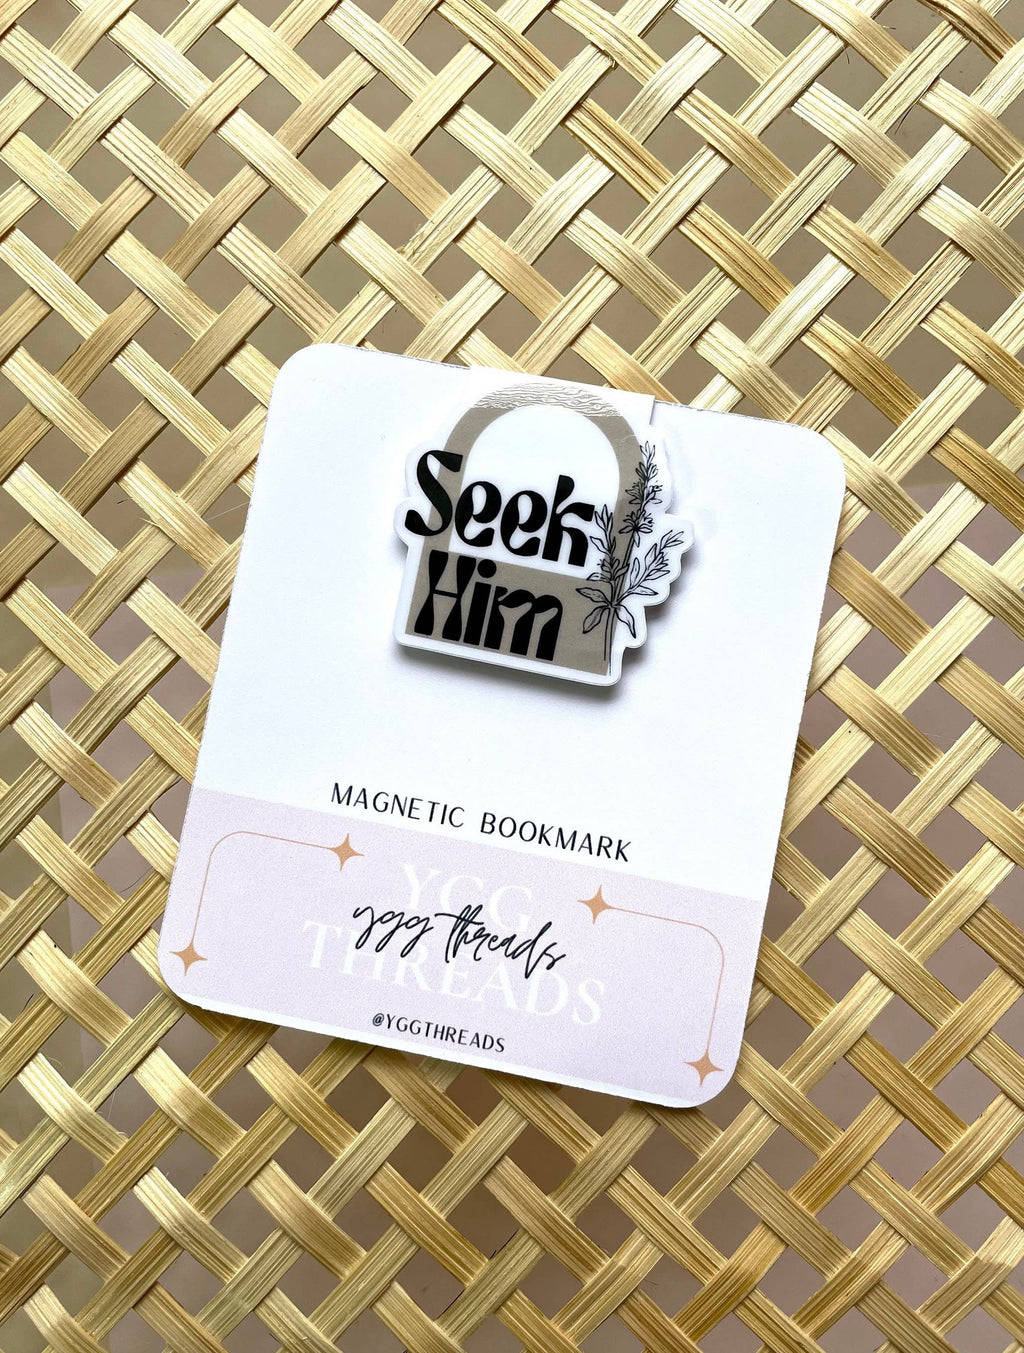 Seek
Him
MAGNETIC BOOKMARK
YGG
ygg threads
THREADS
@YGGTHREADS